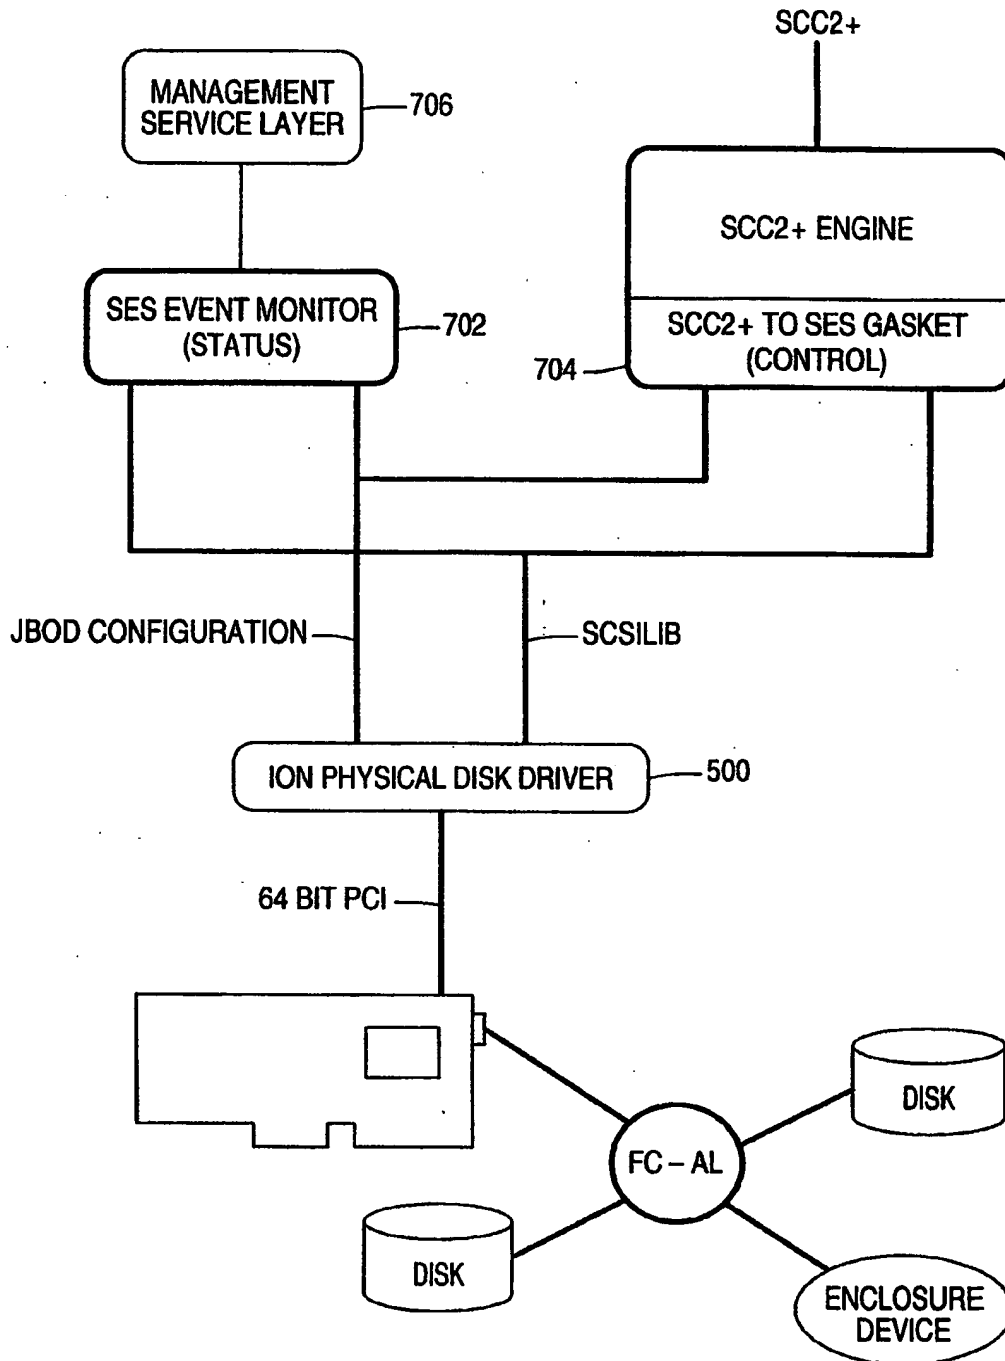 SCC2+
MANAGEMENT
SERVICE LAYER
706
SCC2+ ENGINE
SES EVENT MONITOR
(STATUS)
702
SCC2+ TO SES GASKET
(CONTROL)
704
JBOD CONFIGURATION
SCSILIB
ION PHYSICAL DISK DRIVER
500
64 BIT PCI
DISK
FC – AL
DISK
ENCLOSURE
DEVICE